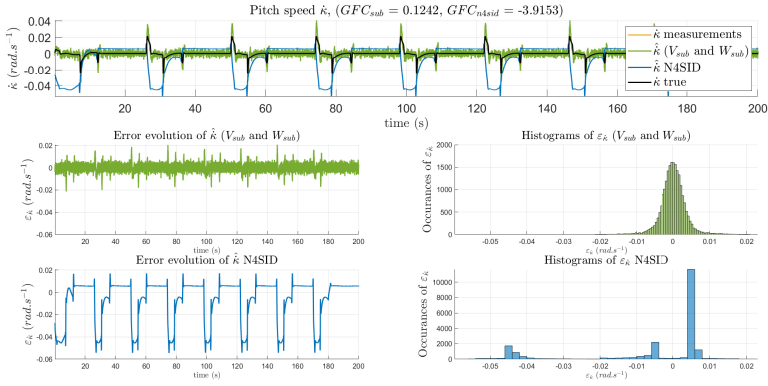 Pitch speed κ̇, (GFC_sub = 0.1242, GFC_n4sid = -3.9153)
0.04
0.02
0
-0.02
-0.04
κ̇ (rad.s⁻¹)
κ̇ measurements
κ̇̂ (V_sub and W_sub)
κ̇̂ N4SID
κ̇ true
20 40 60 80 100 120 140 160 180 200
time (s)
Error evolution of κ̇̂ (V_sub and W_sub)
0.02
0
-0.02
-0.04
-0.06
ε_κ̇ (rad.s⁻¹)
20 40 60 80 100 120 140 160 180 200
time (s)
Histograms of ε_κ̇ (V_sub and W_sub)
2000
1500
1000
500
0
Occurances of ε_κ̇
-0.05 -0.04 -0.03 -0.02 -0.01 0 0.01 0.02
ε_κ̇ (rad.s⁻¹)
Error evolution of κ̇̂ N4SID
0.02
0
-0.02
-0.04
-0.06
ε_κ̇ (rad.s⁻¹)
20 40 60 80 100 120 140 160 180 200
time (s)
Histograms of ε_κ̇ N4SID
10000
8000
6000
4000
2000
0
Occurances of ε_κ̇
-0.05 -0.04 -0.03 -0.02 -0.01 0 0.01 0.02
ε_κ̇ (rad.s⁻¹)